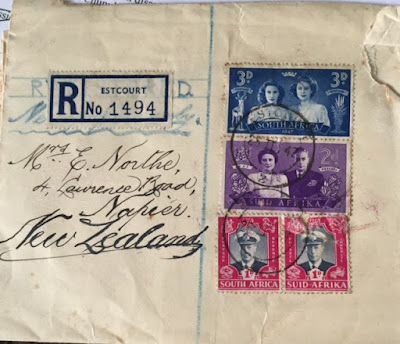 R
ESTCOURT
No 1494
3D 3D
SOUTH AFRICA
1947
2D
SUID-AFRIKA
1D 1D
SOUTH AFRICA SUID-AFRIKA
Mrs E. Northe,
4, Lawrence Road,
Napier.
New Zealand